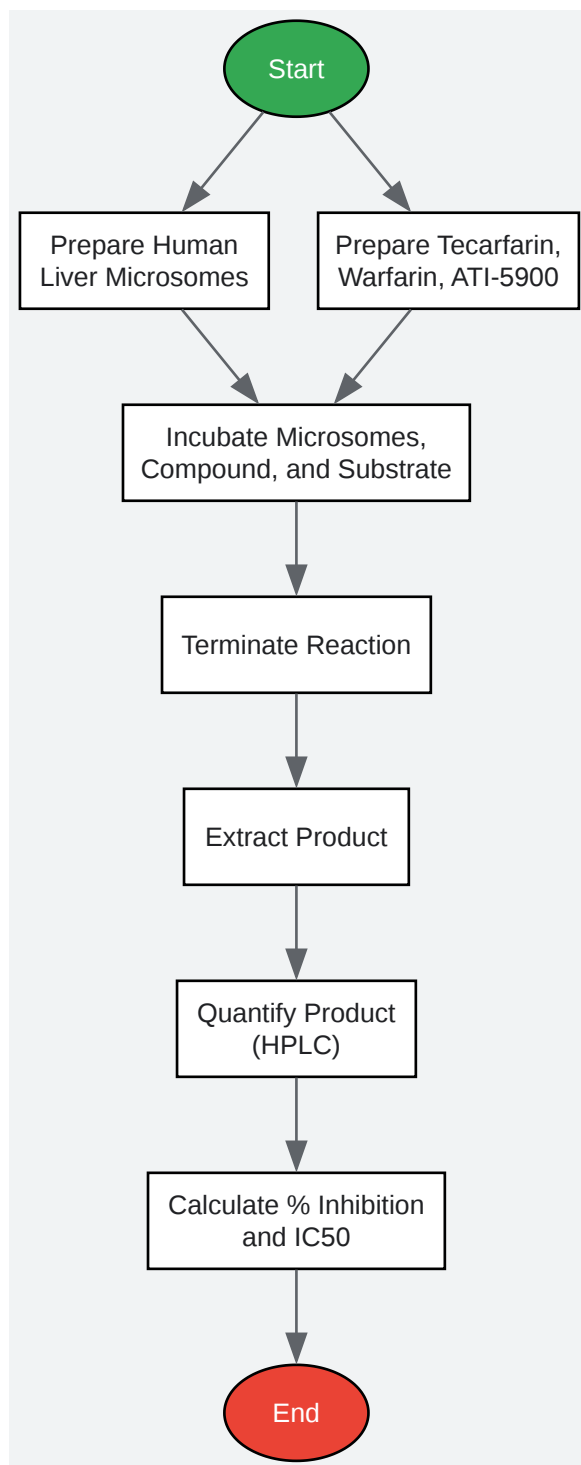 Start
Prepare Human
Liver Microsomes
Prepare Tecarfarin,
Warfarin, ATI-5900
Incubate Microsomes,
Compound, and Substrate
Terminate Reaction
Extract Product
Quantify Product
(HPLC)
Calculate % Inhibition
and IC50
End